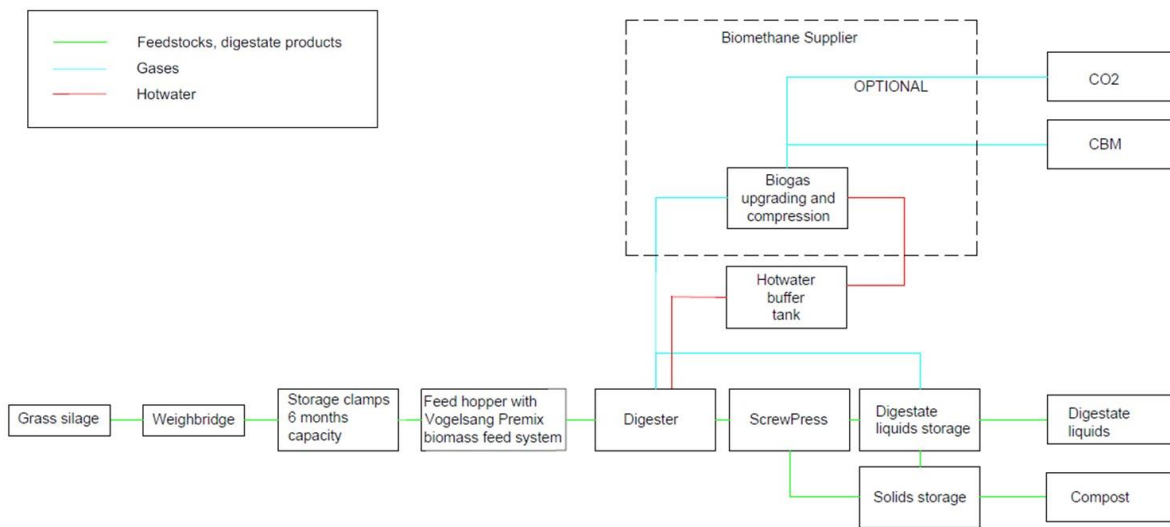 Feedstocks, digestate products
Gases
Hotwater
Biomethane Supplier
OPTIONAL
CO2
CBM
Biogas
upgrading and
compression
Hotwater
buffer
tank
Grass silage
Weighbridge
Storage clamps
6 months
capacity
Feed hopper with
Vogelsang Premix
biomass feed system
Digester
ScrewPress
Digestate
liquids storage
Digestate
liquids
Solids storage
Compost